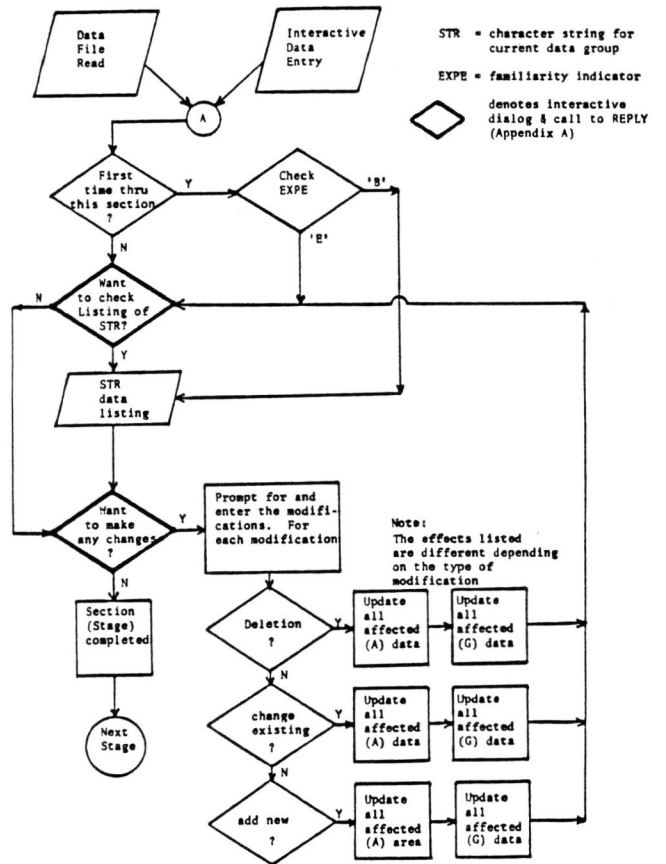 Data
File
Read
Interactive
Data
Entry
STR = character string for
current data group
EXPE = familiarity indicator
denotes interactive
dialog & call to REPLY
(Appendix A)
A
First
time thru
this section
?
Y
Check
EXPE
'B'
'E'
N
Want
to check
Listing of
STR?
N
Y
STR
data
listing
Want
to make
any changes
?
Y
Prompt for and
enter the modifi-
cations. For
each modification
Note:
The effects listed
are different depending
on the type of
modification
N
Section
(Stage)
completed
Next
Stage
Deletion
?
Y
Update
all
affected
(A) data
Update
all
affected
(G) data
N
change
existing
?
Y
Update
all
affected
(A) data
Update
all
affected
(G) data
N
add new
?
Y
Update
all
affected
(A) area
Update
all
affected
(G) data